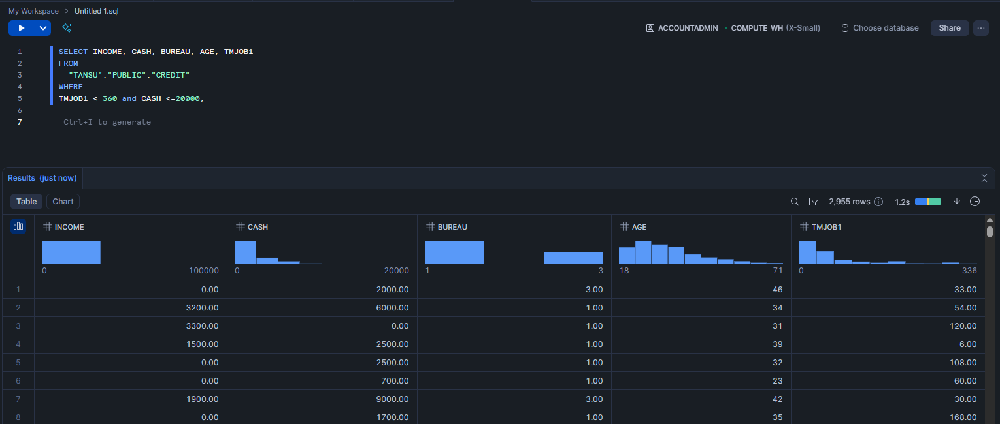 My Workspace > Untitled 1.sql
ACCOUNTADMIN • COMPUTE_WH (X-Small) Choose database Share ...
1 SELECT INCOME, CASH, BUREAU, AGE, TMJOB1
2 FROM
3 "TANSU"."PUBLIC"."CREDIT"
4 WHERE
5 TMJOB1 < 360 and CASH <=20000;
6
7 Ctrl+I to generate
Results (just now)
Table Chart 2,955 rows 1.2s
INCOME CASH BUREAU AGE TMJOB1
0 100000 0 20000 1 3 18 71 0 336
1 0.00 2000.00 3.00 46 33.00
2 3200.00 6000.00 1.00 34 54.00
3 3300.00 0.00 1.00 31 120.00
4 1500.00 2500.00 1.00 39 6.00
5 0.00 2500.00 1.00 32 108.00
6 0.00 700.00 1.00 23 60.00
7 1900.00 9000.00 3.00 42 30.00
8 0.00 1700.00 1.00 35 168.00